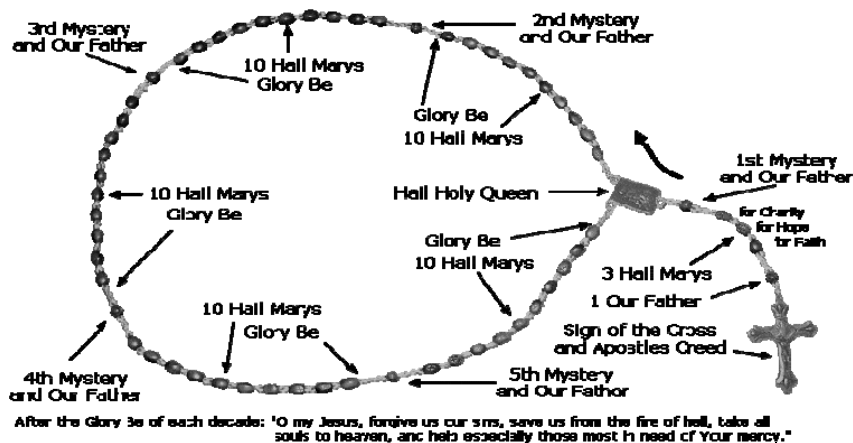 3rd Mystery
and Our Father
2nd Mystery
and Our Father
10 Hail Marys
Glory Be
Glory Be
10 Hail Marys
1st Mystery
and Our Father
10 Hail Marys
Glory Be
Hail Holy Queen
for Charity
for Hope
for Faith
Glory Be
10 Hail Marys
3 Hail Marys
1 Our Father
10 Hail Marys
Glory Be
Sign of the Cross
and Apostles Creed
4th Mystery
and Our Father
5th Mystery
and Our Father
After the Glory Be of each decade: "O my Jesus, forgive us our sins, save us from the fire of hell, take all
souls to heaven, and help especially those most in need of Your mercy."